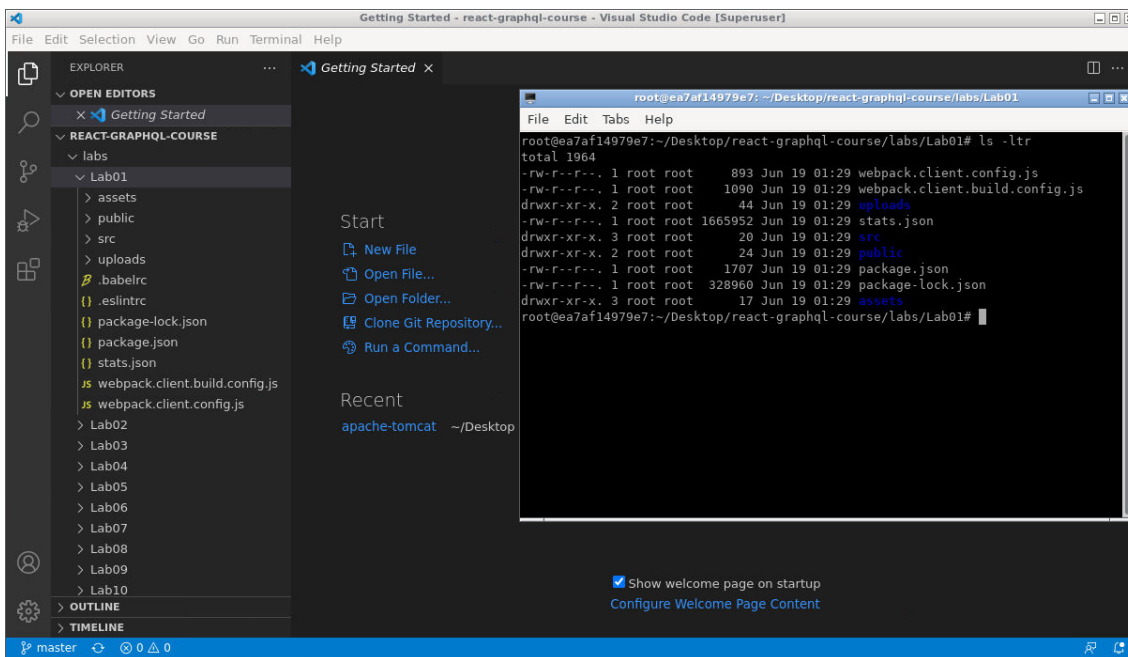 Getting Started - react-graphql-course - Visual Studio Code [Superuser]
File Edit Selection View Go Run Terminal Help
EXPLORER ...
Getting Started ×
...
OPEN EDITORS
× Getting Started
REACT-GRAPHQL-COURSE
labs
Lab01
assets
public
src
uploads
.babelrc
{} .eslintrc
{} package-lock.json
{} package.json
{} stats.json
JS webpack.client.build.config.js
JS webpack.client.config.js
Lab02
Lab03
Lab04
Lab05
Lab06
Lab07
Lab08
Lab09
Lab10
OUTLINE
TIMELINE
Start
New File
Open File...
Open Folder...
Clone Git Repository...
Run a Command...
Recent
apache-tomcat ~/Desktop
root@ea7af14979e7: ~/Desktop/react-graphql-course/labs/Lab01
File Edit Tabs Help
root@ea7af14979e7:~/Desktop/react-graphql-course/labs/Lab01# ls -ltr
total 1964
-rw-r--r--. 1 root root 893 Jun 19 01:29 webpack.client.config.js
-rw-r--r--. 1 root root 1090 Jun 19 01:29 webpack.client.build.config.js
drwxr-xr-x. 2 root root 44 Jun 19 01:29 uploads
-rw-r--r--. 1 root root 1665952 Jun 19 01:29 stats.json
drwxr-xr-x. 3 root root 20 Jun 19 01:29 src
drwxr-xr-x. 2 root root 24 Jun 19 01:29 public
-rw-r--r--. 1 root root 1707 Jun 19 01:29 package.json
-rw-r--r--. 1 root root 328960 Jun 19 01:29 package-lock.json
drwxr-xr-x. 3 root root 17 Jun 19 01:29 assets
root@ea7af14979e7:~/Desktop/react-graphql-course/labs/Lab01#
Show welcome page on startup
Configure Welcome Page Content
master 0 0